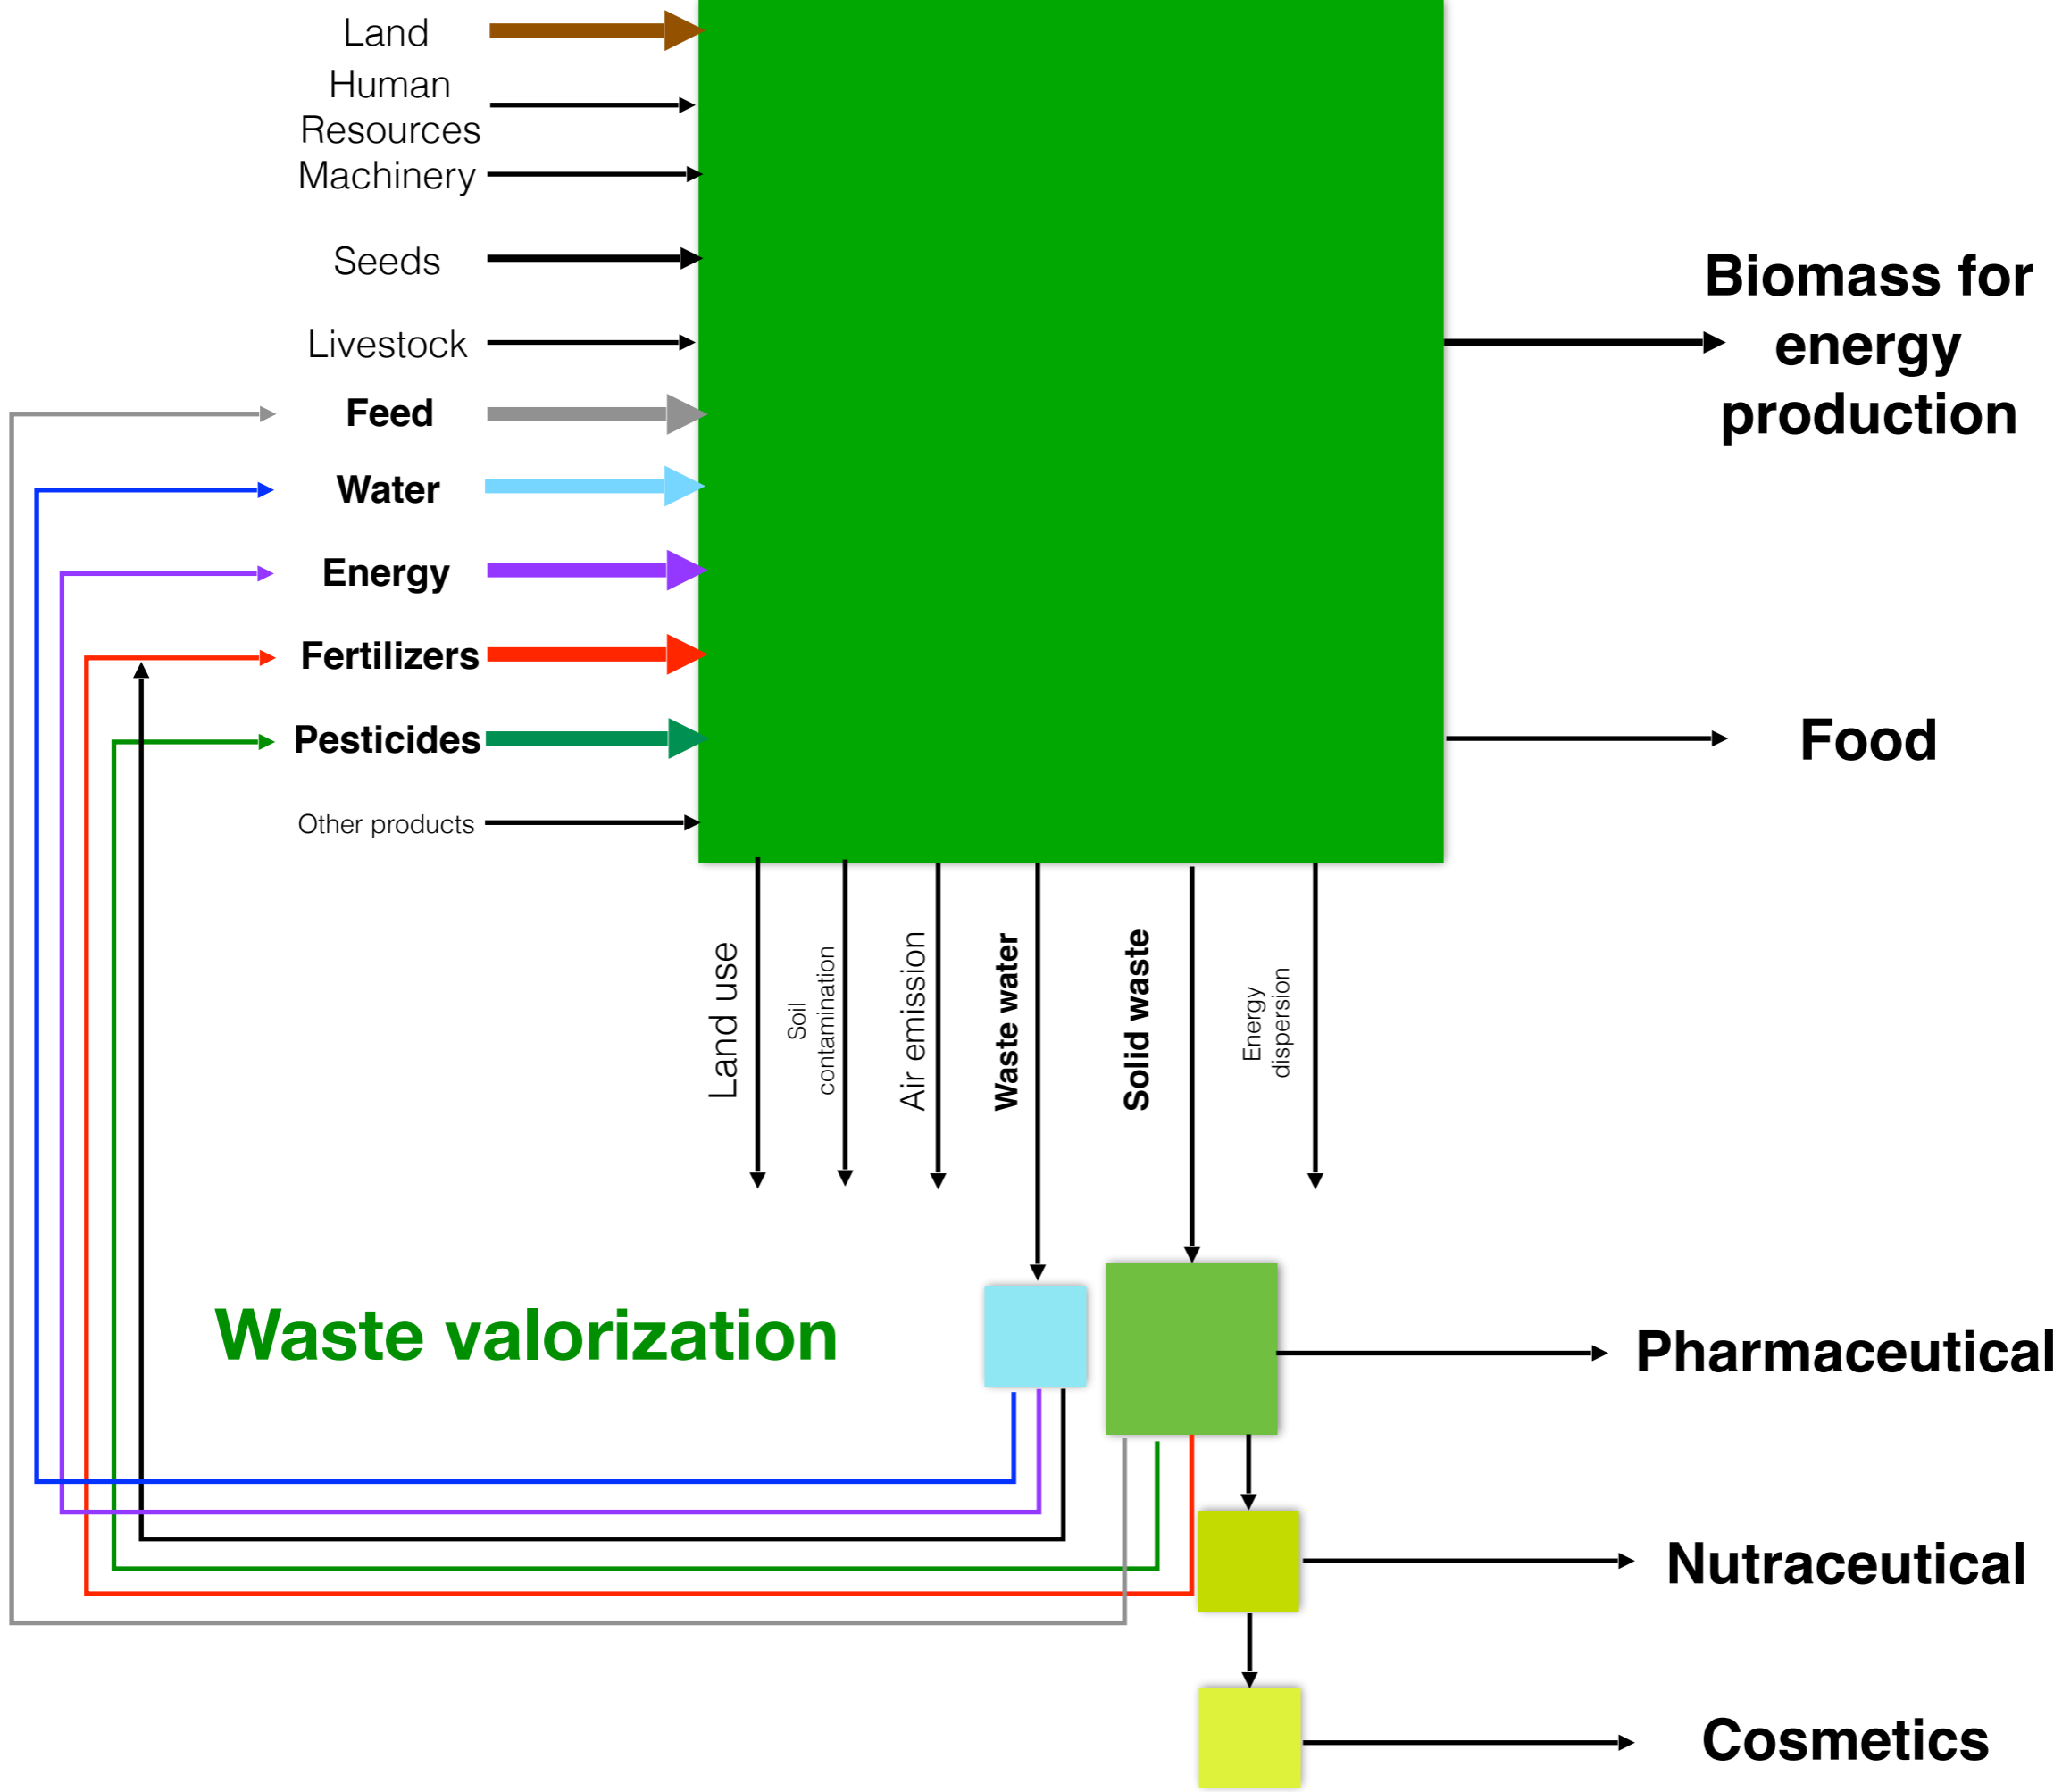 Land
Human
Resources
Machinery
Seeds
Livestock
Feed
Water
Energy
Fertilizers
Pesticides
Other products
Biomass for
energy
production
Food
Land use
Soil
contamination
Air emission
Waste water
Solid waste
Energy
dispersion
Waste valorization
Pharmaceutical
Nutraceutical
Cosmetics